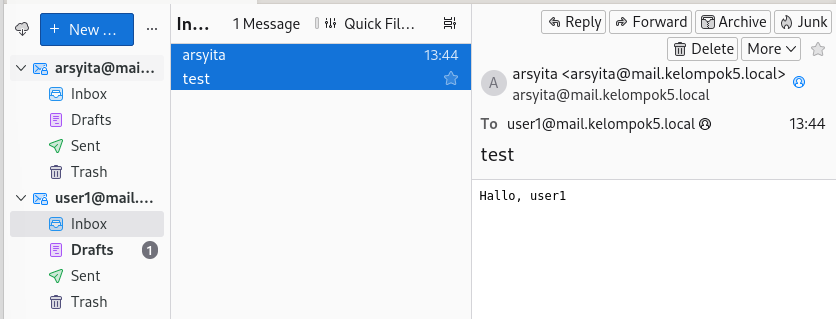 New ...
arsyita@mai...
Inbox
Drafts
Sent
Trash
user1@mail....
Inbox
Drafts 1
Sent
Trash
In... 1 Message Quick Fil...
arsyita 13:44
test
Reply Forward Archive Junk
Delete More
A
arsyita <arsyita@mail.kelompok5.local>
arsyita@mail.kelompok5.local
To user1@mail.kelompok5.local 13:44
test
Hallo, user1